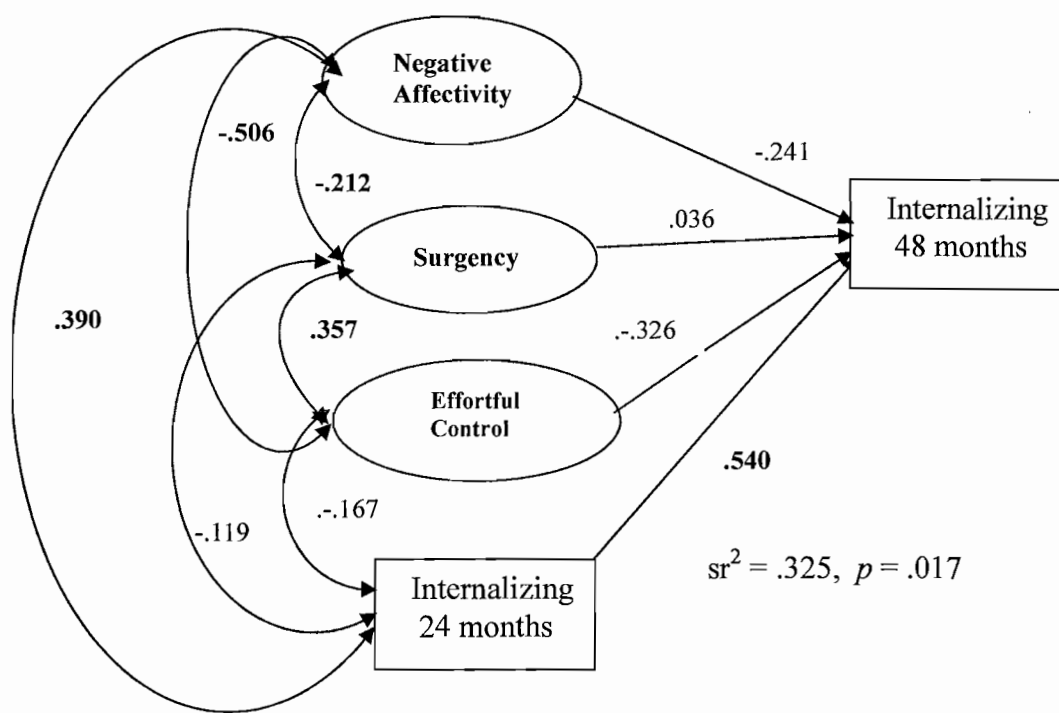 Negative
Affectivity
-.506
-.241
-.212
Internalizing
48 months
.036
Surgency
.390
.357
.-.326
Effortful
Control
.540
.-.167
-.119
sr² = .325, p = .017
Internalizing
24 months